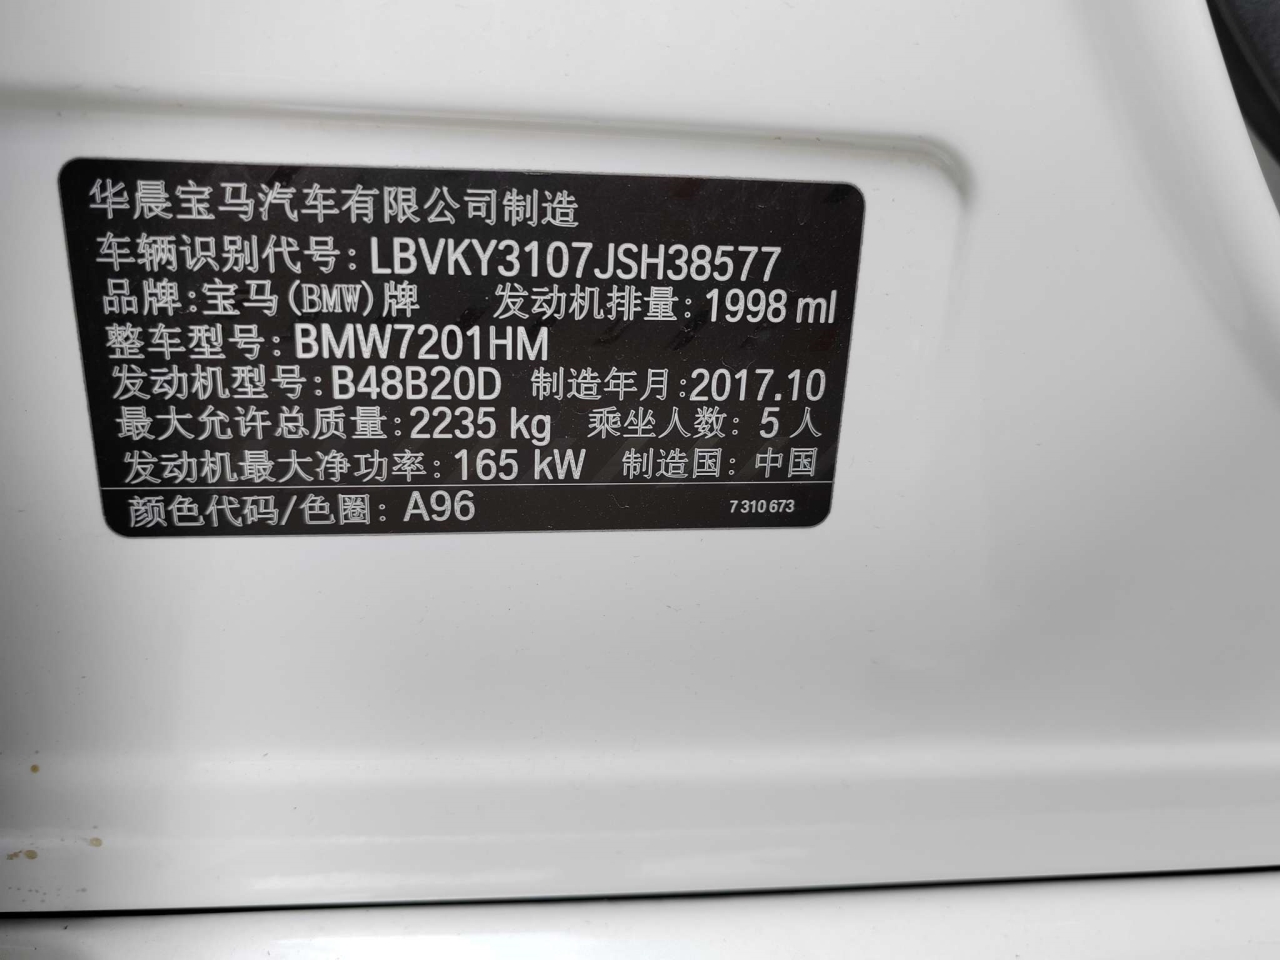 华晨宝马汽车有限公司制造
车辆识别代号: LBVKY3107JSH38577
品牌:宝马(BMW)牌 发动机排量: 1998 ml
整车型号: BMW7201HM
发动机型号: B48B20D 制造年月:2017.10
最大允许总质量:2235 kg 乘坐人数: 5 人
发动机最大净功率: 165 kW 制造国: 中国
颜色代码/色圈: A96 7 310 673